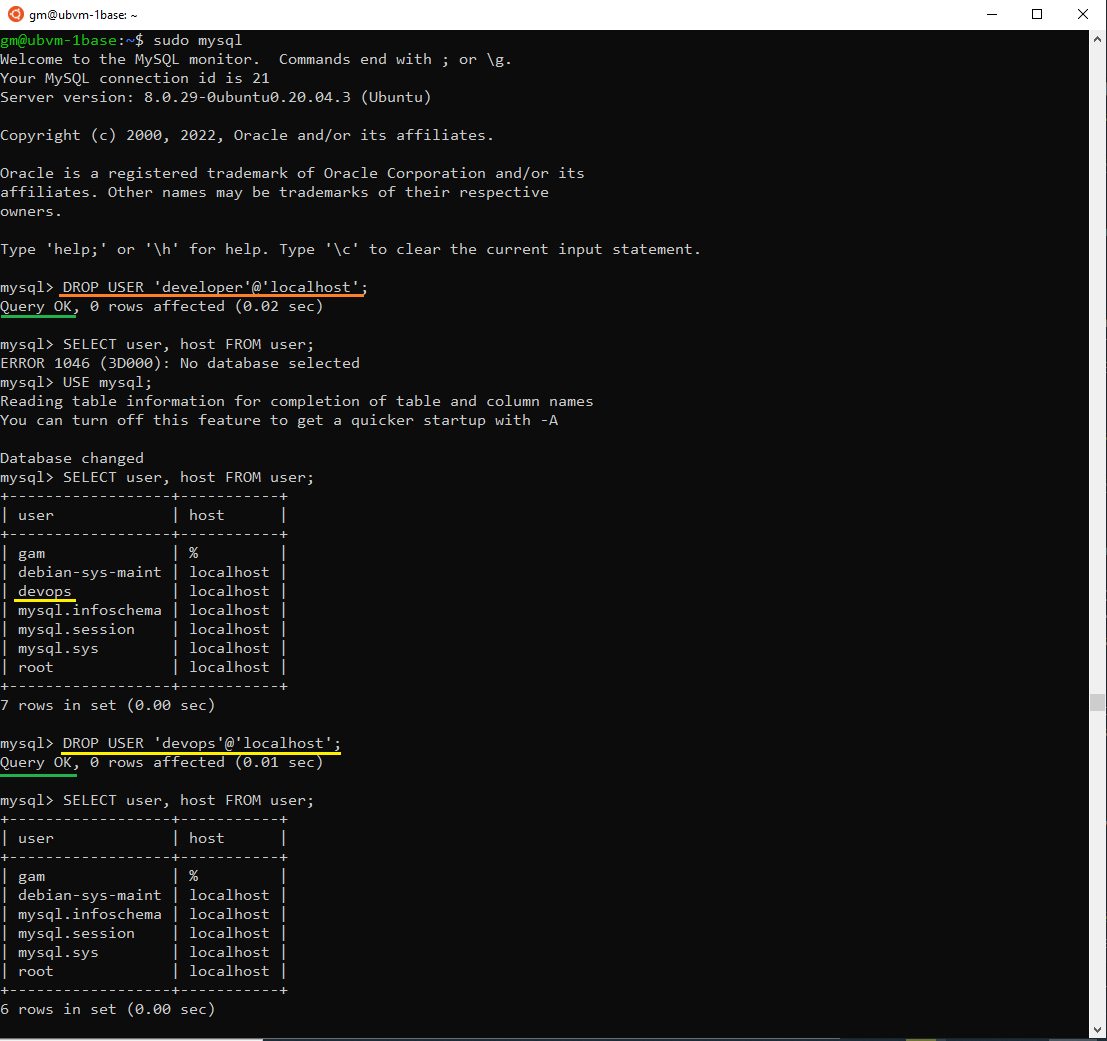 gm@ubvm-1base: ~
gm@ubvm-1base:~$ sudo mysql
Welcome to the MySQL monitor.  Commands end with ; or \g.
Your MySQL connection id is 21
Server version: 8.0.29-0ubuntu0.20.04.3 (Ubuntu)
Copyright (c) 2000, 2022, Oracle and/or its affiliates.
Oracle is a registered trademark of Oracle Corporation and/or its
affiliates. Other names may be trademarks of their respective
owners.
Type 'help;' or '\h' for help. Type '\c' to clear the current input statement.
mysql> DROP USER 'developer'@'localhost';
Query OK, 0 rows affected (0.02 sec)
mysql> SELECT user, host FROM user;
ERROR 1046 (3D000): No database selected
mysql> USE mysql;
Reading table information for completion of table and column names
You can turn off this feature to get a quicker startup with -A
Database changed
mysql> SELECT user, host FROM user;
+------------------+-----------+
| user             | host      |
+------------------+-----------+
| gam              | %         |
| debian-sys-maint | localhost |
| devops           | localhost |
| mysql.infoschema | localhost |
| mysql.session    | localhost |
| mysql.sys        | localhost |
| root             | localhost |
+------------------+-----------+
7 rows in set (0.00 sec)
mysql> DROP USER 'devops'@'localhost';
Query OK, 0 rows affected (0.01 sec)
mysql> SELECT user, host FROM user;
+------------------+-----------+
| user             | host      |
+------------------+-----------+
| gam              | %         |
| debian-sys-maint | localhost |
| mysql.infoschema | localhost |
| mysql.session    | localhost |
| mysql.sys        | localhost |
| root             | localhost |
+------------------+-----------+
6 rows in set (0.00 sec)